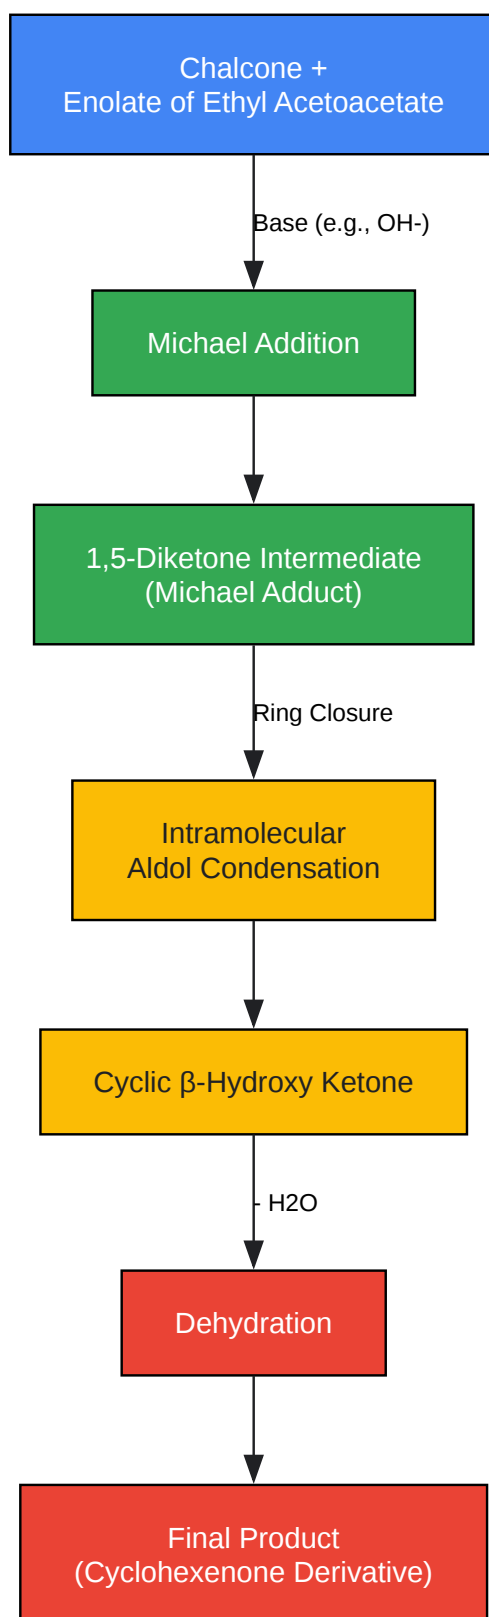 Chalcone +
Enolate of Ethyl Acetoacetate
Base (e.g., OH-)
Michael Addition
1,5-Diketone Intermediate
(Michael Adduct)
Ring Closure
Intramolecular
Aldol Condensation
Cyclic β-Hydroxy Ketone
- H2O
Dehydration
Final Product
(Cyclohexenone Derivative)